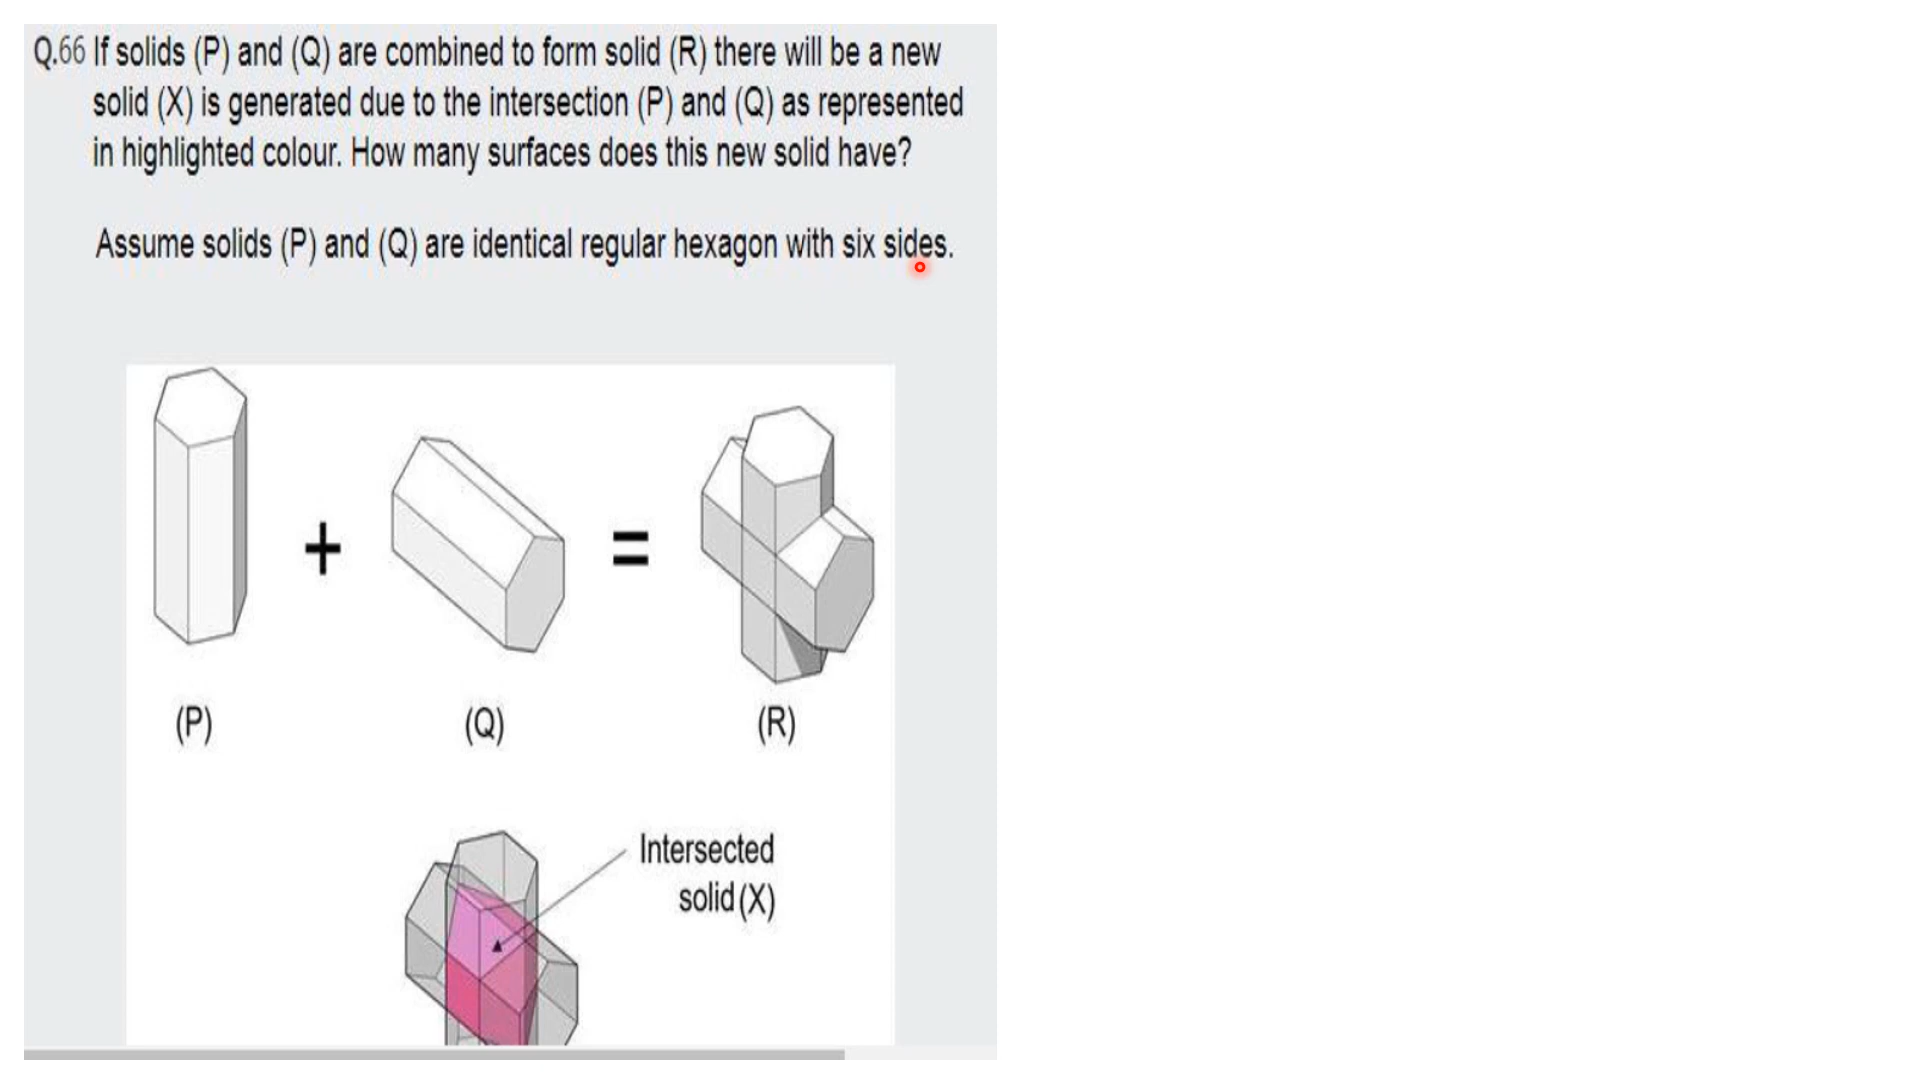 Q.66 If solids (P) and (Q) are combined to form solid (R) there will be a new
solid (X) is generated due to the intersection (P) and (Q) as represented
in highlighted colour. How many surfaces does this new solid have?
Assume solids (P) and (Q) are identical regular hexagon with six sides.
+ =
(P) (Q) (R)
Intersected
solid (X)